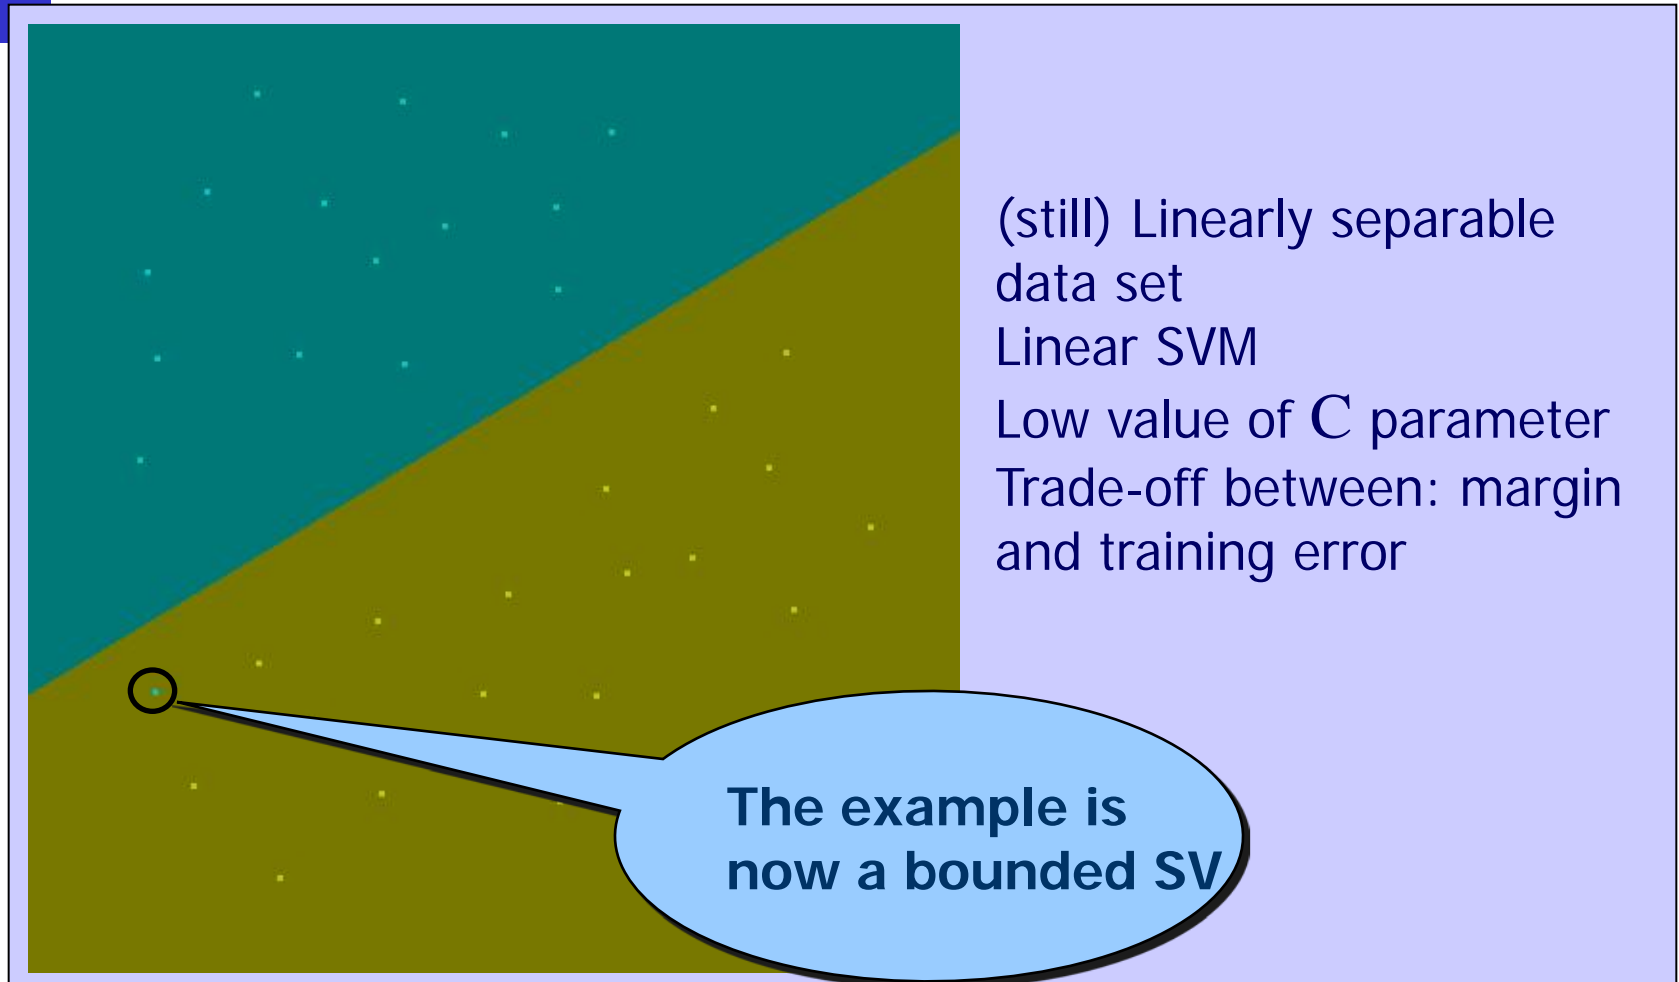 (still) Linearly separable
data set
Linear SVM
Low value of C parameter
Trade-off between: margin
and training error
The example is
now a bounded SV